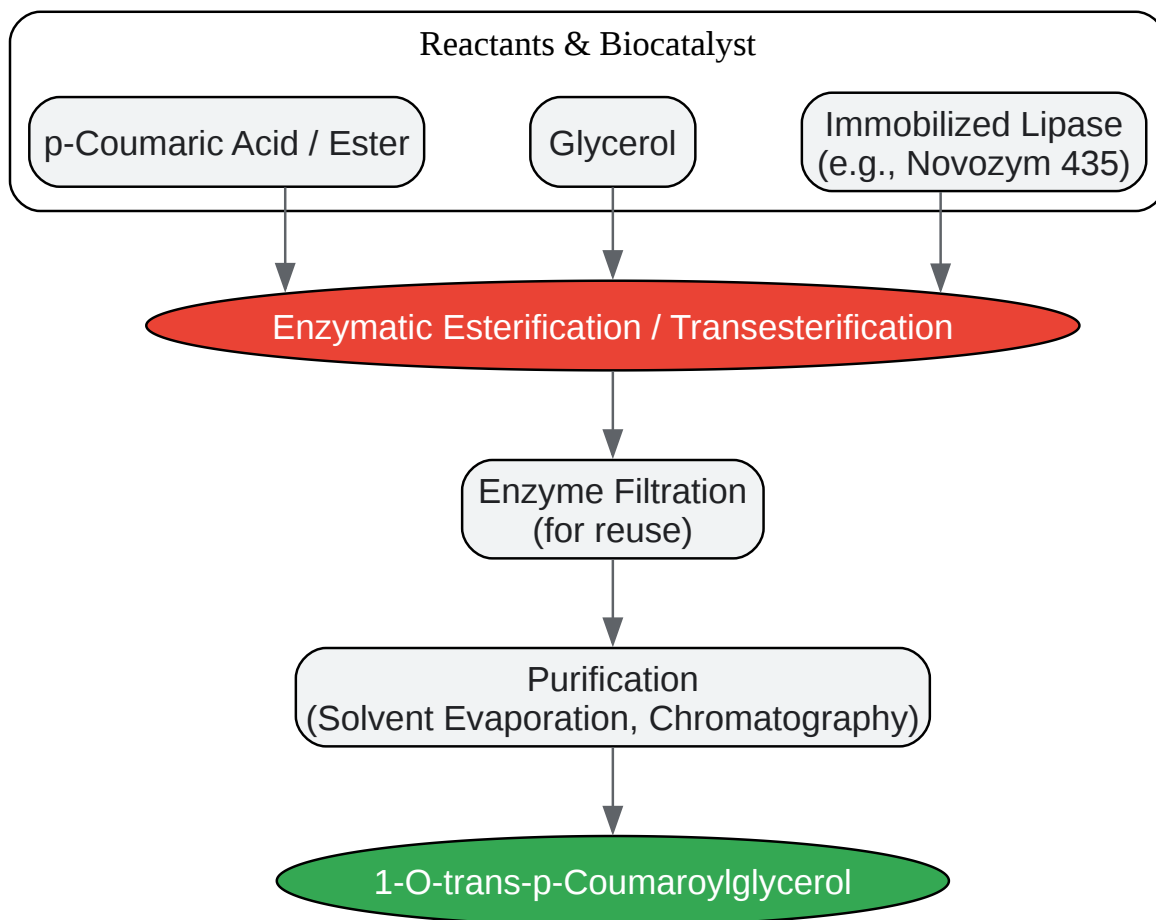 Reactants & Biocatalyst
p-Coumaric Acid / Ester
Glycerol
Immobilized Lipase
(e.g., Novozym 435)
Enzymatic Esterification / Transesterification
Enzyme Filtration
(for reuse)
Purification
(Solvent Evaporation, Chromatography)
1-O-trans-p-Coumaroylglycerol